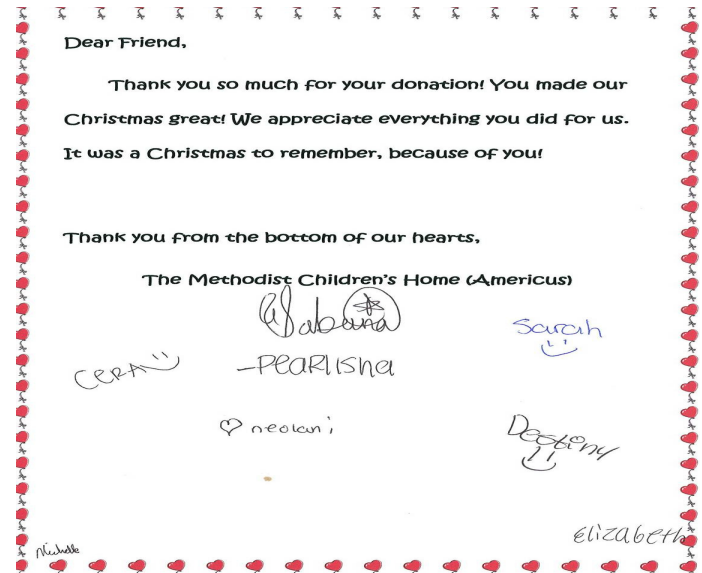 Dear Friend,
Thank you so much for your donation! You made our
Christmas great! We appreciate everything you did for us.
It was a Christmas to remember, because of you!
Thank you from the bottom of our hearts,
The Methodist Children's Home (Americus)
Sarah
CERA
-PeaRlisha
neolani
Destiny
Elizabeth
Michelle